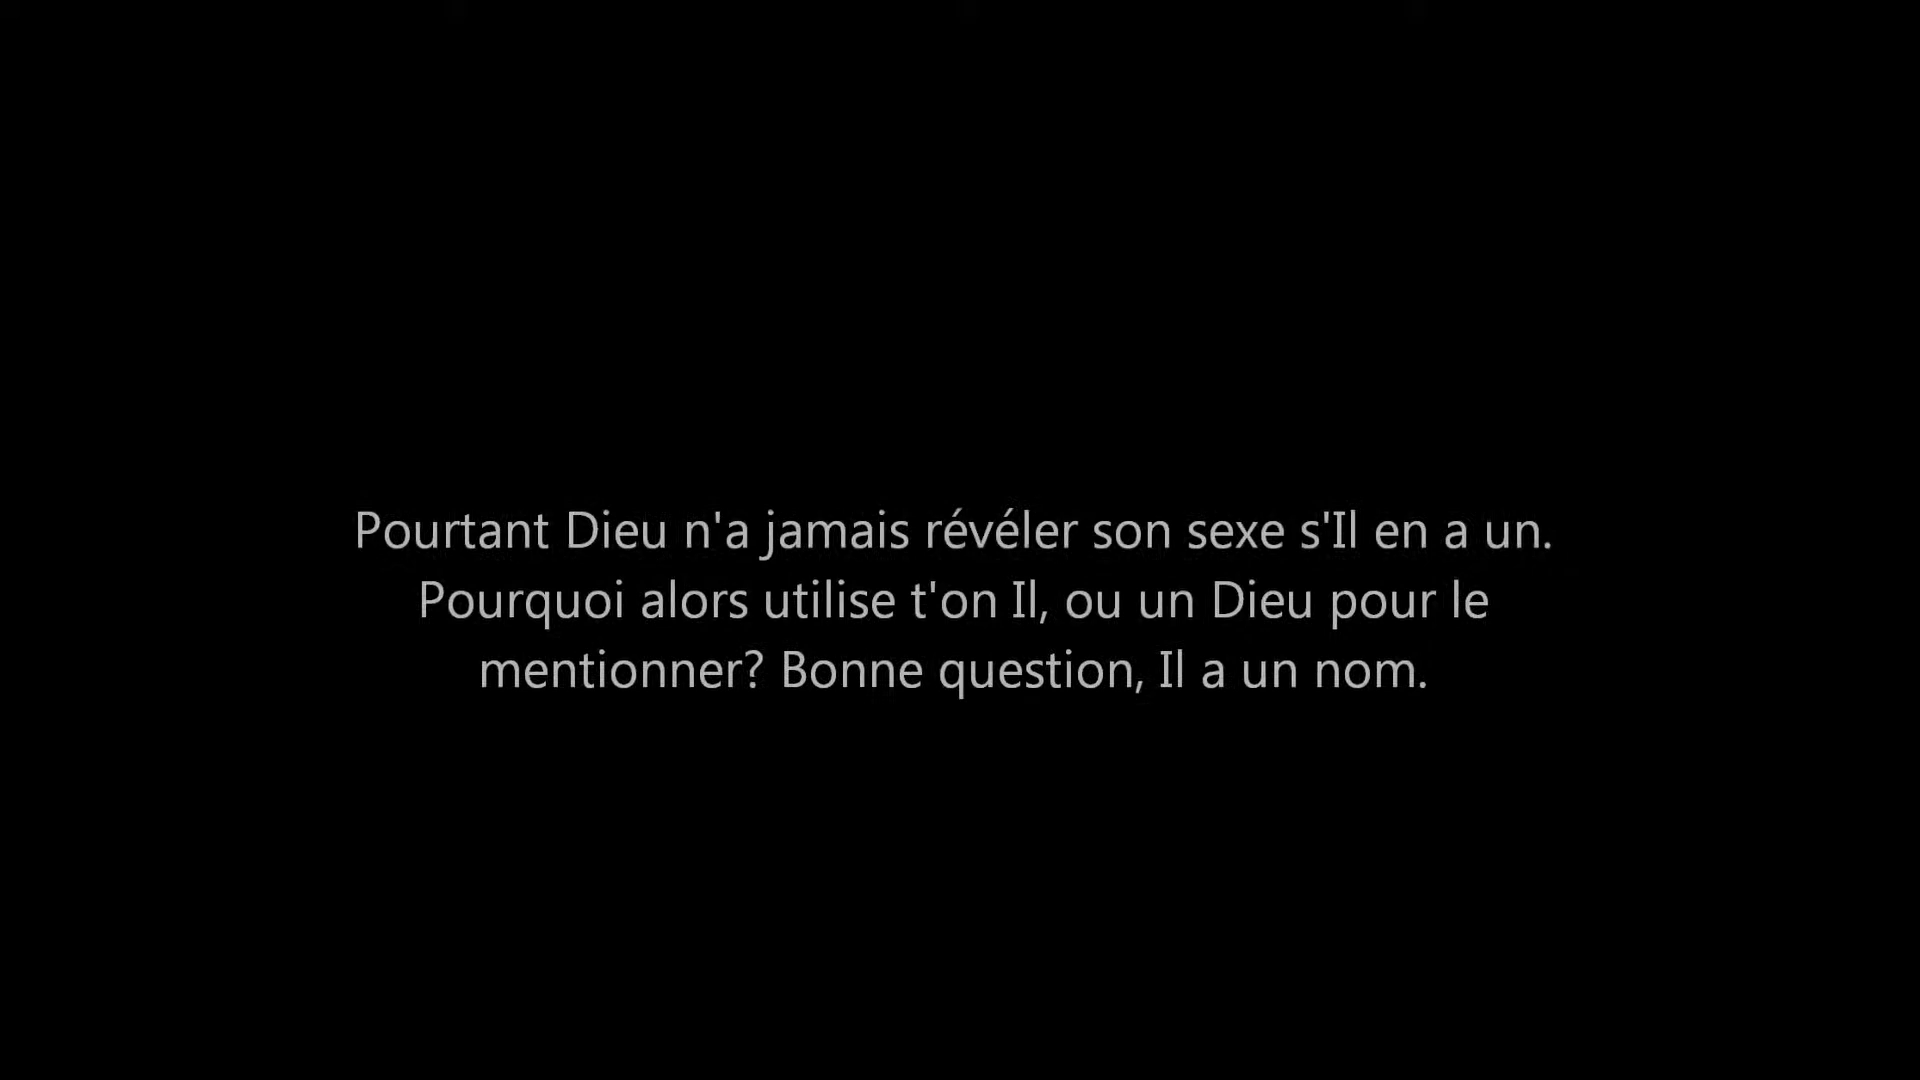 Pourtant Dieu n'a jamais révéler son sexe s'Il en a un.
Pourquoi alors utilise t'on Il, ou un Dieu pour le
mentionner? Bonne question, Il a un nom.